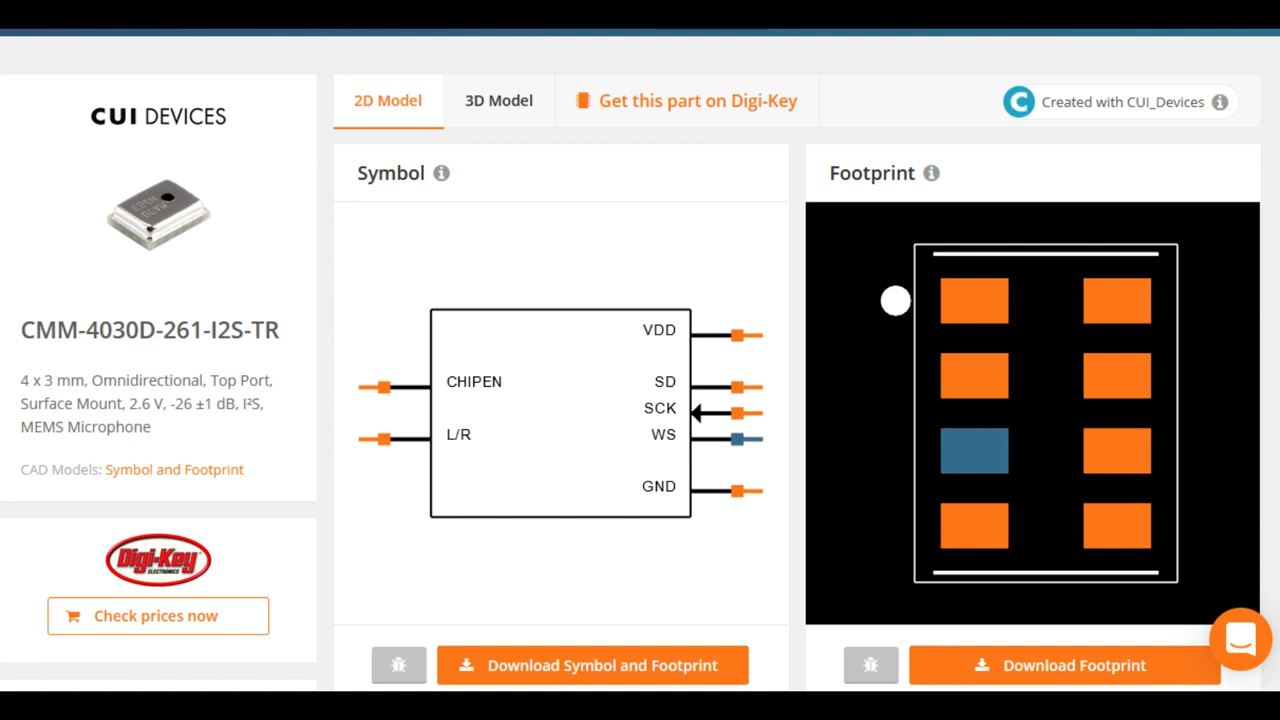 CUI DEVICES
CMM-4030D-261-I2S-TR
4 x 3 mm, Omnidirectional, Top Port,
Surface Mount, 2.6 V, -26 ±1 dB, I²S,
MEMS Microphone
CAD Models: Symbol and Footprint
Digi-Key
ELECTRONICS
Check prices now
2D Model
3D Model
Get this part on Digi-Key
Created with CUI_Devices
Symbol
CHIPEN
L/R
VDD
SD
SCK
WS
GND
Download Symbol and Footprint
Footprint
Download Footprint